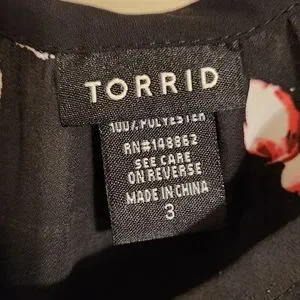 TORRID
100% POLYESTER
RN#148862
SEE CARE
ON REVERSE
MADE IN CHINA
3